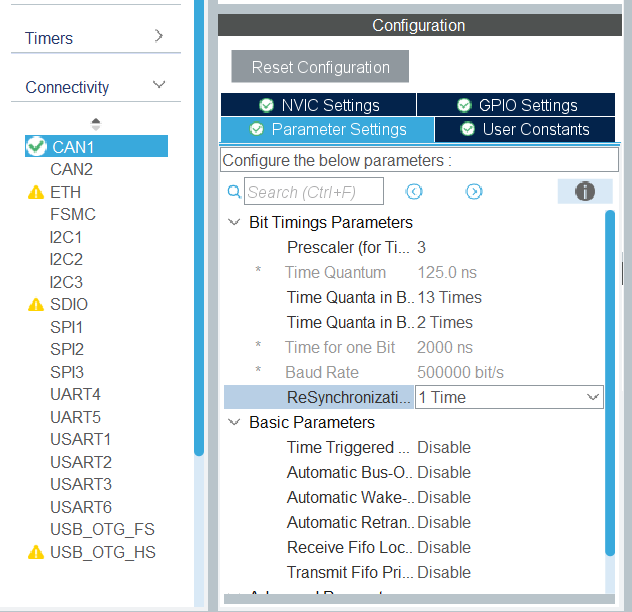 Timers
Connectivity
CAN1
CAN2
ETH
FSMC
I2C1
I2C2
I2C3
SDIO
SPI1
SPI2
SPI3
UART4
UART5
USART1
USART2
USART3
USART6
USB_OTG_FS
USB_OTG_HS
Configuration
Reset Configuration
NVIC Settings GPIO Settings
Parameter Settings User Constants
Configure the below parameters :
Search (Ctrl+F)
Bit Timings Parameters
Prescaler (for Ti... 3
* Time Quantum 125.0 ns
Time Quanta in B.. 13 Times
Time Quanta in B.. 2 Times
* Time for one Bit 2000 ns
* Baud Rate 500000 bit/s
ReSynchronizati... 1 Time
Basic Parameters
Time Triggered ... Disable
Automatic Bus-O.. Disable
Automatic Wake-.. Disable
Automatic Retran.. Disable
Receive Fifo Loc.. Disable
Transmit Fifo Pri... Disable